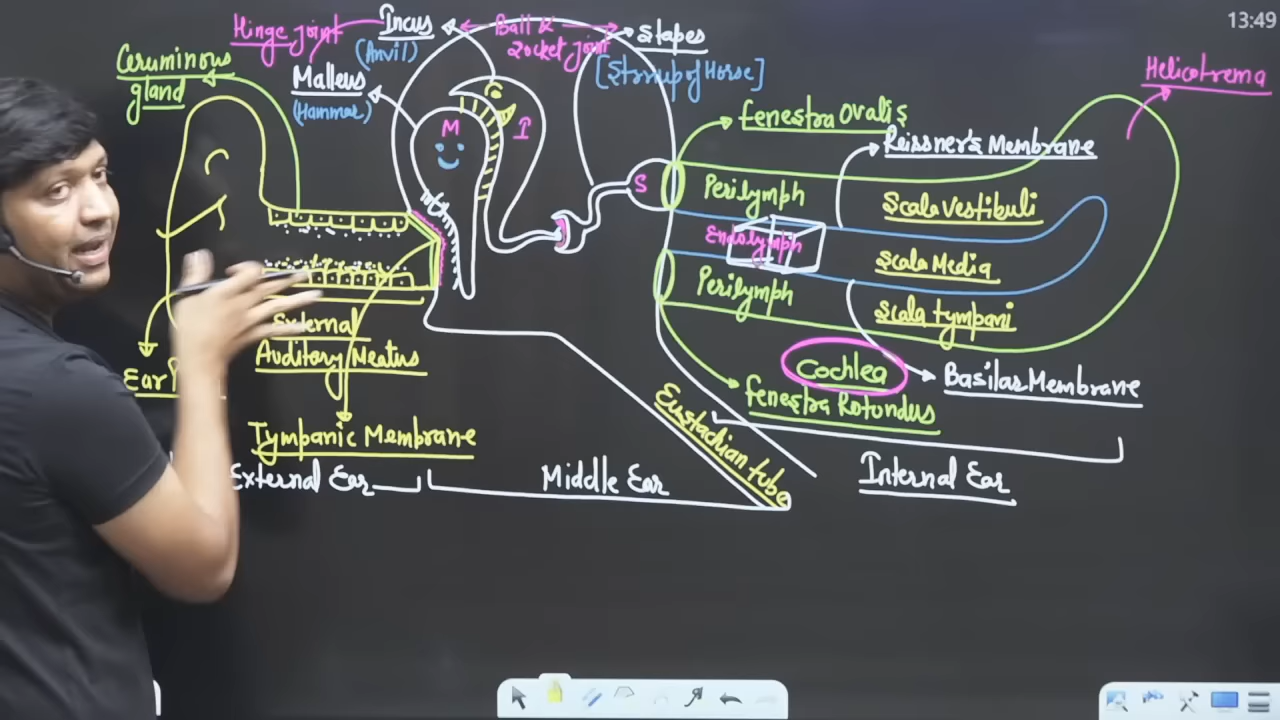 13:49
Hinge joint
Incus
(Anvil)
Ball &
socket joint
Stapes
[Stirrup of Horse]
Helicotrema
Ceruminous
gland
Malleus
(Hammer)
M
I
S
Fenestra Ovalis
Reissner's Membrane
Perilymph
Scala Vestibuli
Endolymph
Scala Media
Perilymph
Scala tympani
External
Auditory Meatus
Ear
Cochlea
Basilar Membrane
Fenestra Rotundus
Eustachian tube
Tympanic Membrane
External Ear
Middle Ear
Internal Ear